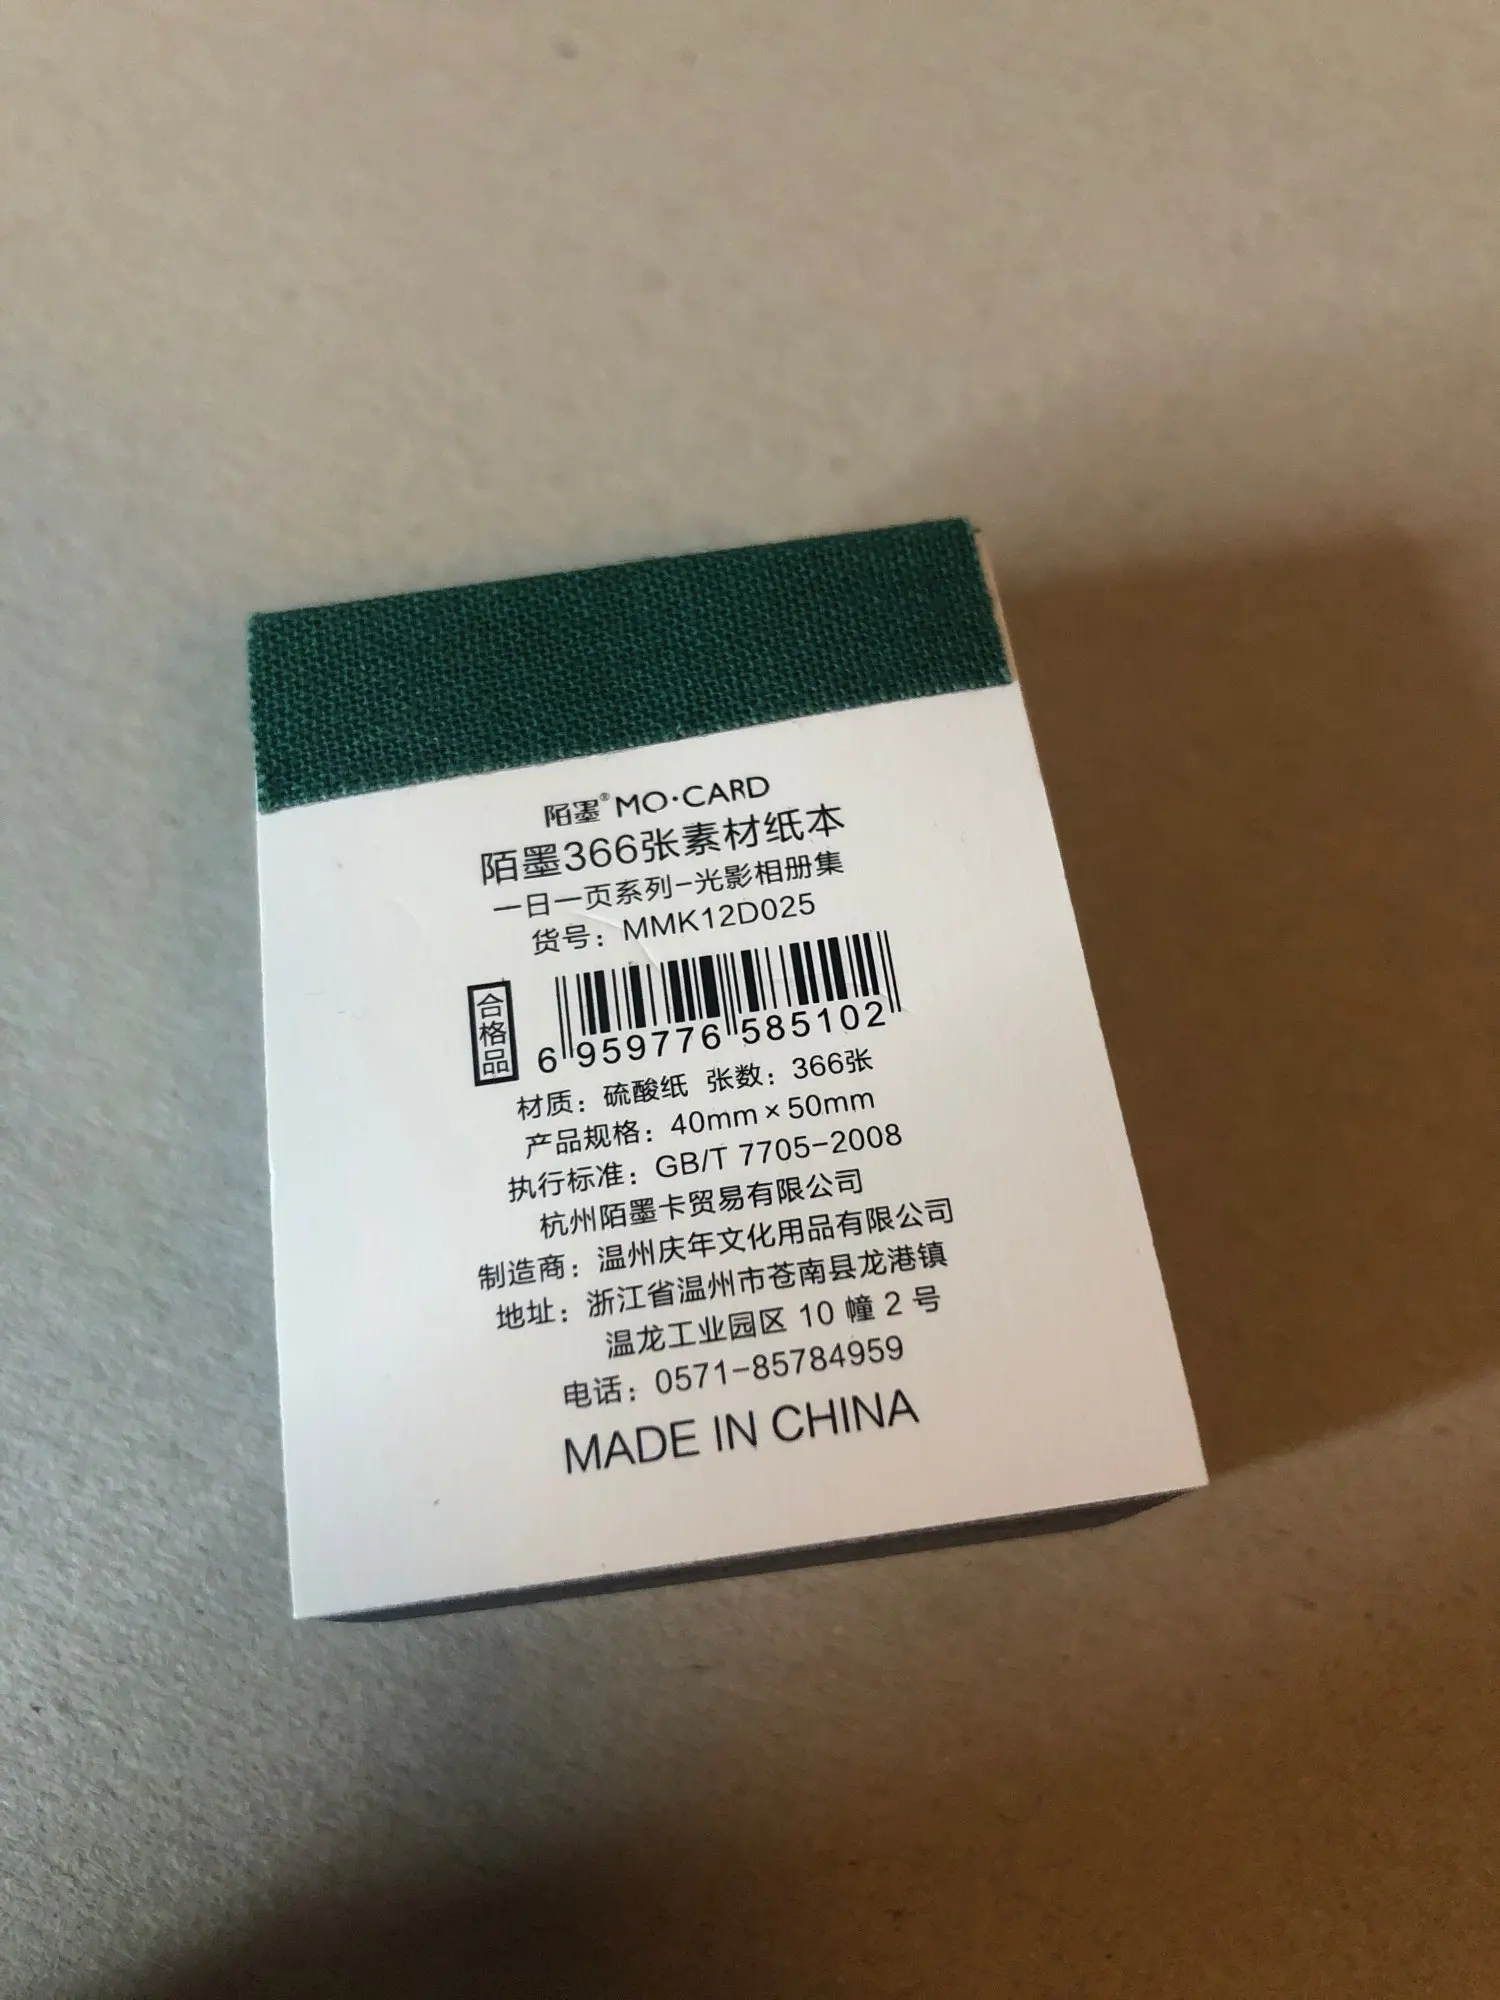 陌墨® MO·CARD
陌墨366张素材纸本
一日一页系列-光影相册集
货号：MMK12D025
合格品
6 959776 585102
材质：硫酸纸 张数：366张
产品规格：40mm×50mm
执行标准：GB/T 7705-2008
杭州陌墨卡贸易有限公司
制造商：温州庆年文化用品有限公司
地址：浙江省温州市苍南县龙港镇
温龙工业园区 10 幢 2 号
电话：0571-85784959
MADE IN CHINA